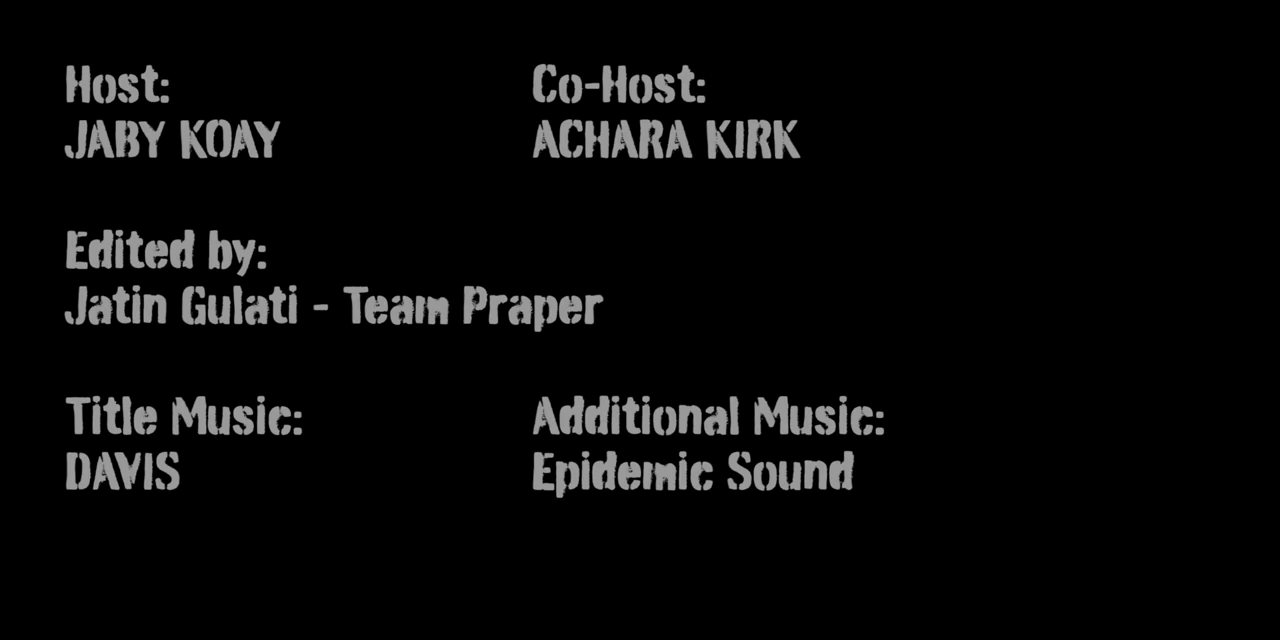 Host:
JABY KOAY
Co-Host:
ACHARA KIRK
Edited by:
Jatin Gulati - Team Praper
Title Music:
DAVIS
Additional Music:
Epidemic Sound